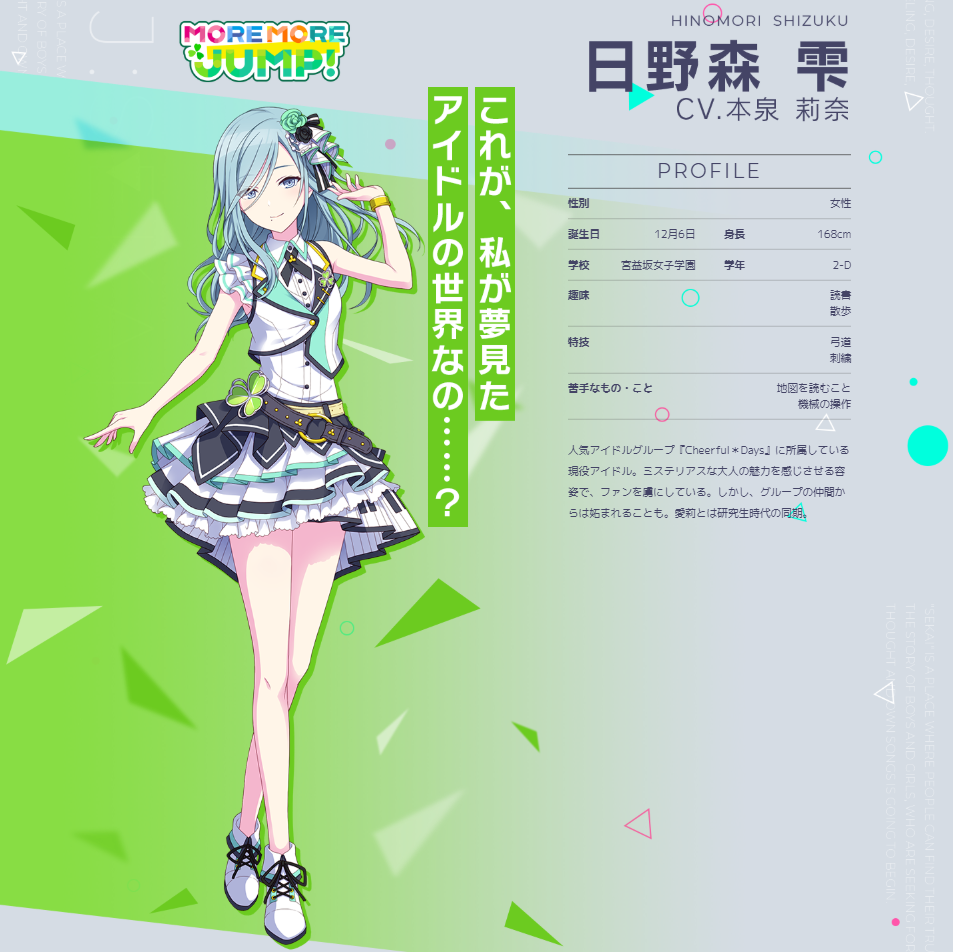 MORE MORE
JUMP!
HINOMORI SHIZUKU
日野森 雫
CV.本泉 莉奈
これが、私が夢見た
アイドルの世界なの……?
PROFILE
性別 女性
誕生日 12月6日 身長 168cm
学校 宮益坂女子学園 学年 2-D
趣味 読書
散歩
特技 弓道
刺繍
苦手なもの・こと 地図を読むこと
機械の操作
人気アイドルグループ『Cheerful＊Days』に所属している
現役アイドル。ミステリアスな大人の魅力を感じさせる容
姿で、ファンを虜にしている。しかし、グループの仲間か
らは妬まれることも。愛莉とは研究生時代の同期。